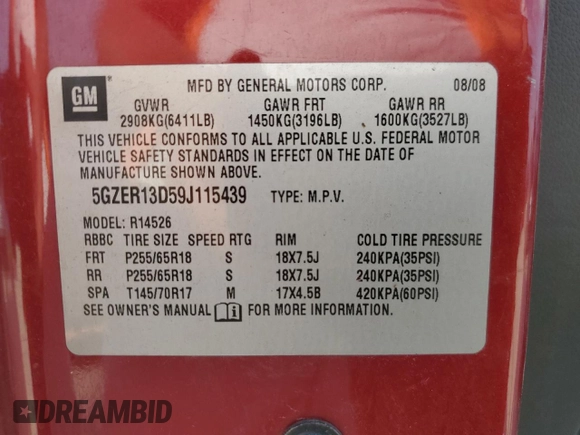 GM
MFD BY GENERAL MOTORS CORP. 08/08
GVWR GAWR FRT GAWR RR
2908KG(6411LB) 1450KG(3196LB) 1600KG(3527LB)
THIS VEHICLE CONFORMS TO ALL APPLICABLE U.S. FEDERAL MOTOR
VEHICLE SAFETY STANDARDS IN EFFECT ON THE DATE OF
MANUFACTURE SHOWN ABOVE.
5GZER13D59J115439 TYPE: M.P.V.
MODEL: R14526
RBBC TIRE SIZE SPEED RTG RIM COLD TIRE PRESSURE
FRT P255/65R18 S 18X7.5J 240KPA(35PSI)
RR P255/65R18 S 18X7.5J 240KPA(35PSI)
SPA T145/70R17 M 17X4.5B 420KPA(60PSI)
SEE OWNER'S MANUAL FOR MORE INFORMATION.
DREAMBID